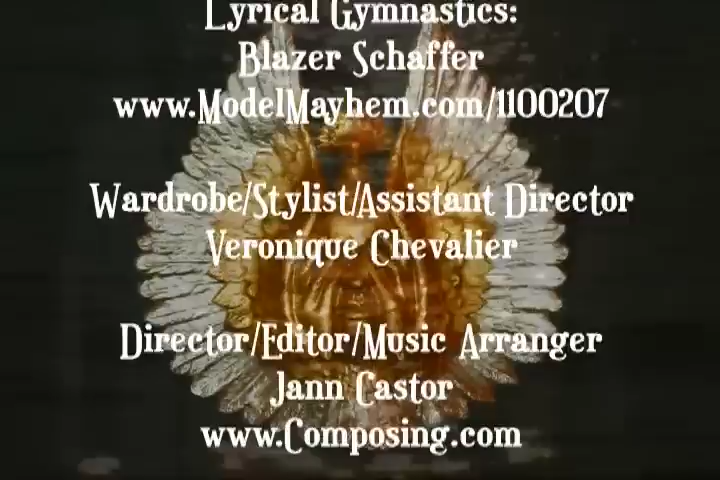 Lyrical Gymnastics:
Blazer Schaffer
www.ModelMayhem.com/1100207
Wardrobe/Stylist/Assistant Director
Veronique Chevalier
Director/Editor/Music Arranger
Jann Castor
www.Composing.com